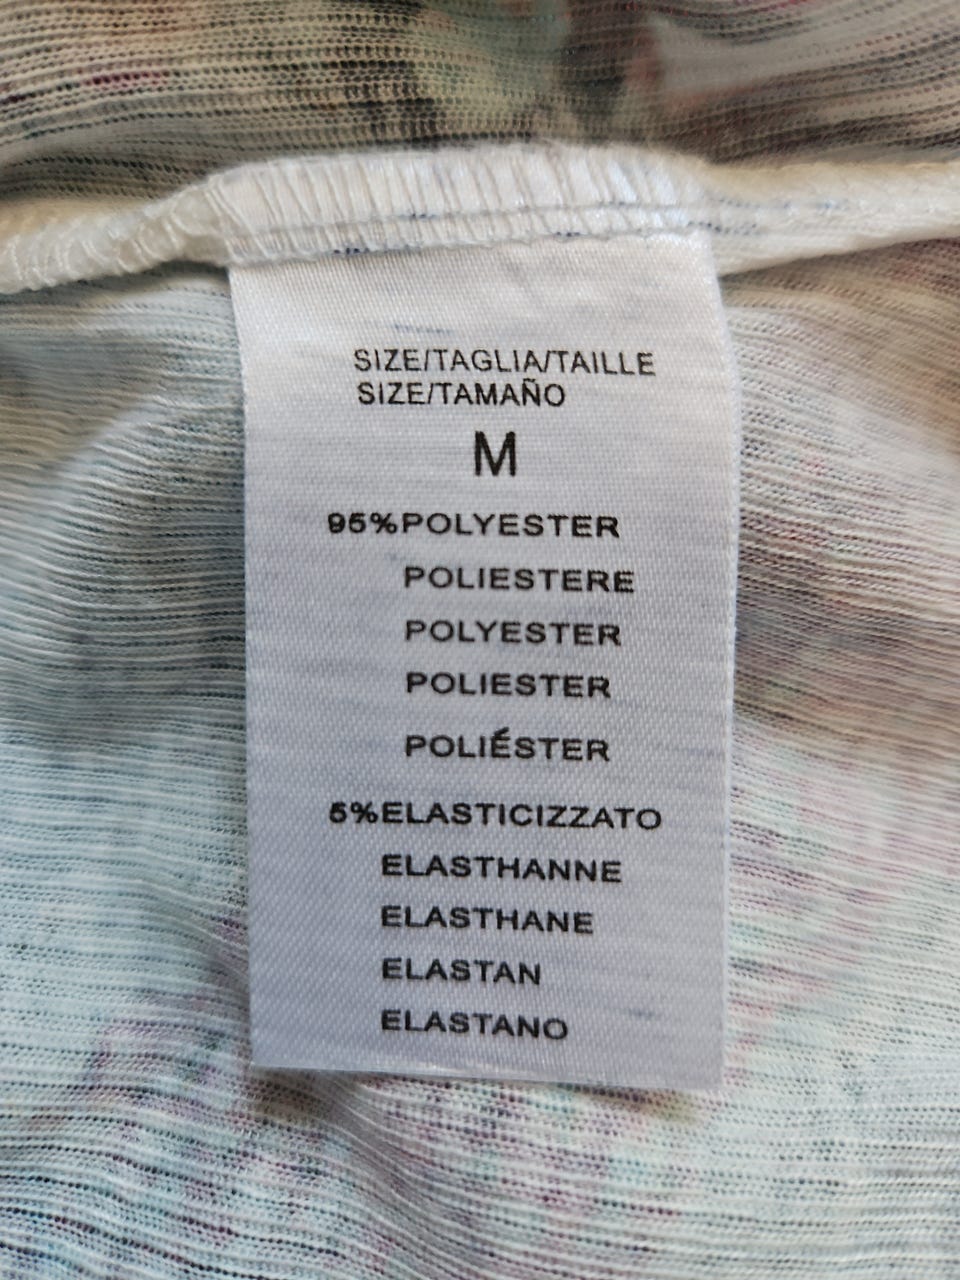 SIZE/TAGLIA/TAILLE
SIZE/TAMAÑO
M
95%POLYESTER
POLIESTERE
POLYESTER
POLIESTER
POLIÉSTER
5%ELASTICIZZATO
ELASTHANNE
ELASTHANE
ELASTAN
ELASTANO